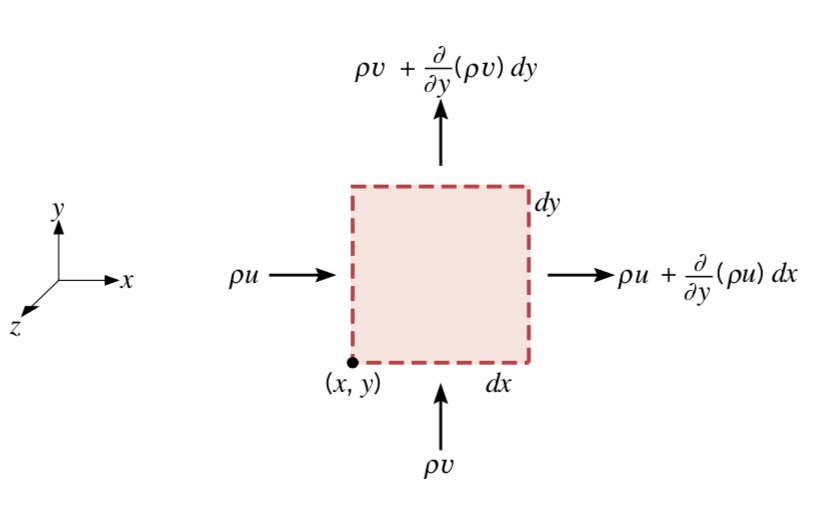 ρv + ∂/∂y (ρv) dy
y
x
z
dy
ρu
ρu + ∂/∂y (ρu) dx
(x, y)
dx
ρv